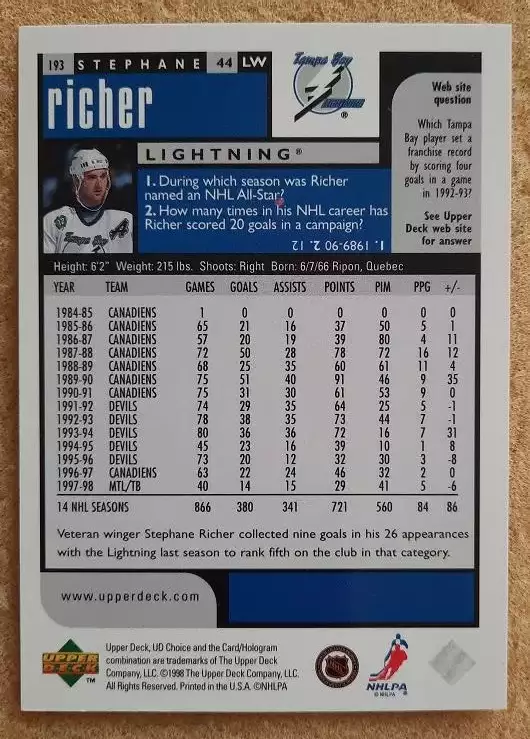 193 STEPHANE 44 LW
richer
Tampa Bay
Lightning
®
LIGHTNING®
1. During which season was Richer
named an NHL All-Star?
2. How many times in his NHL career has
Richer scored 20 goals in a campaign?
1. 1989-90 2. 12
Web site
question
Which Tampa
Bay player set a
franchise record
by scoring four
goals in a game
in 1992-93?
See Upper
Deck web site
for answer
Height: 6'2" Weight: 215 lbs. Shoots: Right Born: 6/7/66 Ripon, Quebec
YEAR TEAM GAMES GOALS ASSISTS POINTS PIM PPG +/-
1984-85 CANADIENS 1 0 0 0 0 0 0
1985-86 CANADIENS 65 21 16 37 50 5 1
1986-87 CANADIENS 57 20 19 39 80 4 11
1987-88 CANADIENS 72 50 28 78 72 16 12
1988-89 CANADIENS 68 25 35 60 61 11 4
1989-90 CANADIENS 75 51 40 91 46 9 35
1990-91 CANADIENS 75 31 30 61 53 9 0
1991-92 DEVILS 74 29 35 64 25 5 -1
1992-93 DEVILS 78 38 35 73 44 7 -1
1993-94 DEVILS 80 36 36 72 16 7 31
1994-95 DEVILS 45 23 16 39 10 1 8
1995-96 DEVILS 73 20 12 32 30 3 -8
1996-97 CANADIENS 63 22 24 46 32 2 0
1997-98 MTL/TB 40 14 15 29 41 5 -6
14 NHL SEASONS 866 380 341 721 560 84 86
Veteran winger Stephane Richer collected nine goals in his 26 appearances
with the Lightning last season to rank fifth on the club in that category.
www.upperdeck.com
UPPER
DECK
TM
Upper Deck, UD Choice and the Card/Hologram
combination are trademarks of The Upper Deck
Company, LLC. ©1998 The Upper Deck Company, LLC.
All Rights Reserved. Printed in the U.S.A. ©NHLPA
NHL
NHLPA
© NHLPA